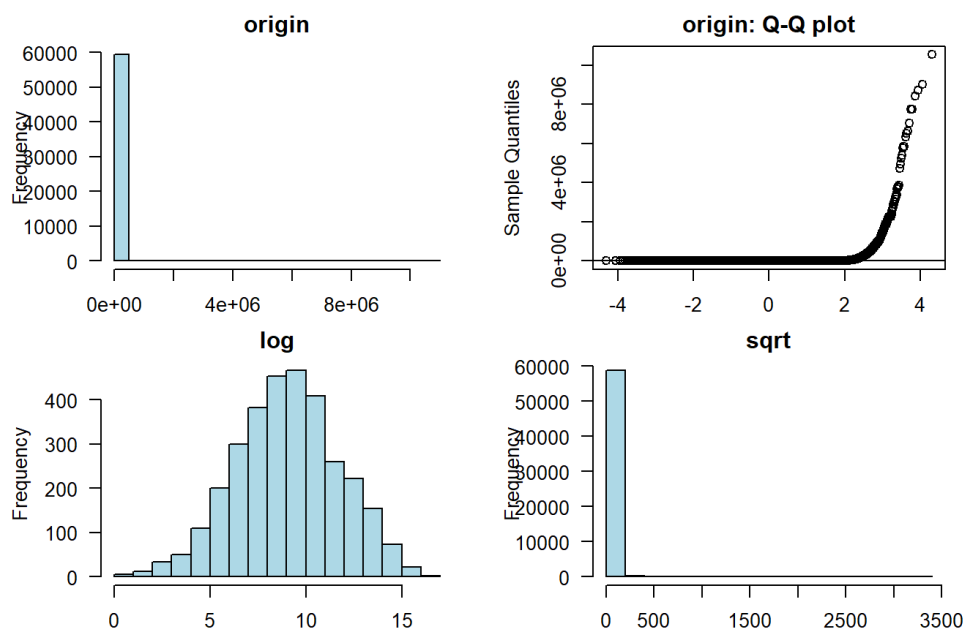 origin
Frequency
60000
50000
40000
30000
20000
10000
0
0e+00 4e+06 8e+06
origin: Q-Q plot
Sample Quantiles
8e+06
4e+06
0e+00
-4 -2 0 2 4
log
Frequency
400
300
200
100
0
0 5 10 15
sqrt
Frequency
60000
50000
40000
30000
20000
10000
0
0 500 1500 2500 3500